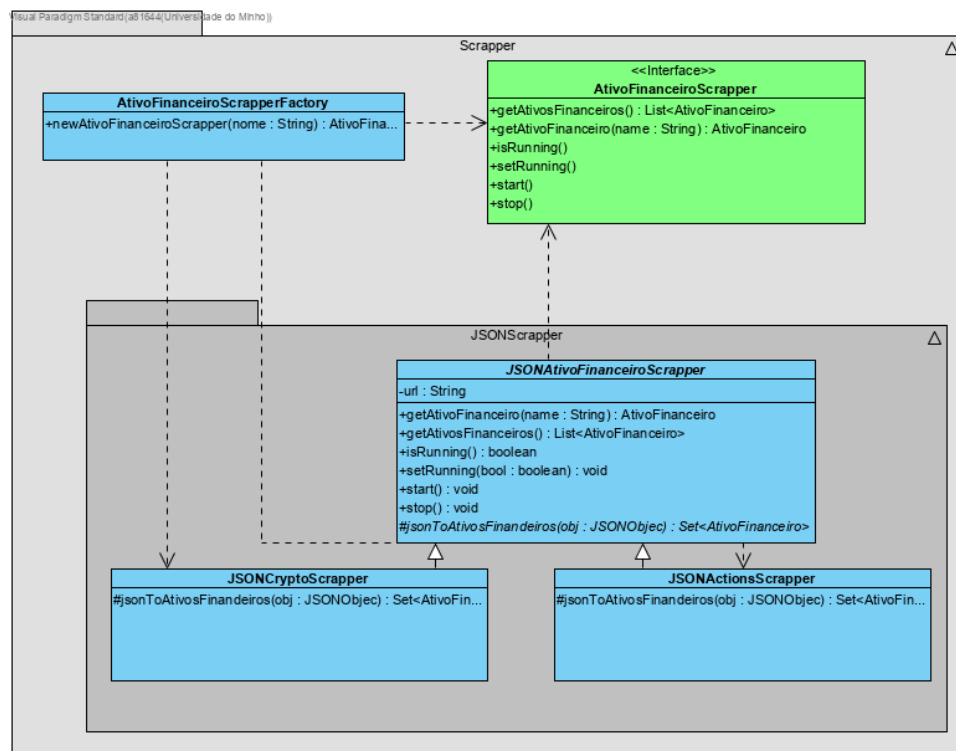 Visual Paradigm Standard(a81644(Universidade do Minho))
Scrapper
<<Interface>>
AtivoFinanceiroScrapper
+getAtivosFinanceiros() : List<AtivoFinanceiro>
+getAtivoFinanceiro(name : String) : AtivoFinanceiro
+isRunning()
+setRunning()
+start()
+stop()
AtivoFinanceiroScrapperFactory
+newAtivoFinanceiroScrapper(nome : String) : AtivoFina...
JSONScrapper
JSONAtivoFinanceiroScrapper
-url : String
+getAtivoFinanceiro(name : String) : AtivoFinanceiro
+getAtivosFinanceiros() : List<AtivoFinanceiro>
+isRunning() : boolean
+setRunning(bool : boolean) : void
+start() : void
+stop() : void
#jsonToAtivosFinandeiros(obj : JSONObjec) : Set<AtivoFinanceiro>
JSONCryptoScrapper
#jsonToAtivosFinandeiros(obj : JSONObjec) : Set<AtivoFin...
JSONActionsScrapper
#jsonToAtivosFinandeiros(obj : JSONObjec) : Set<AtivoFin...